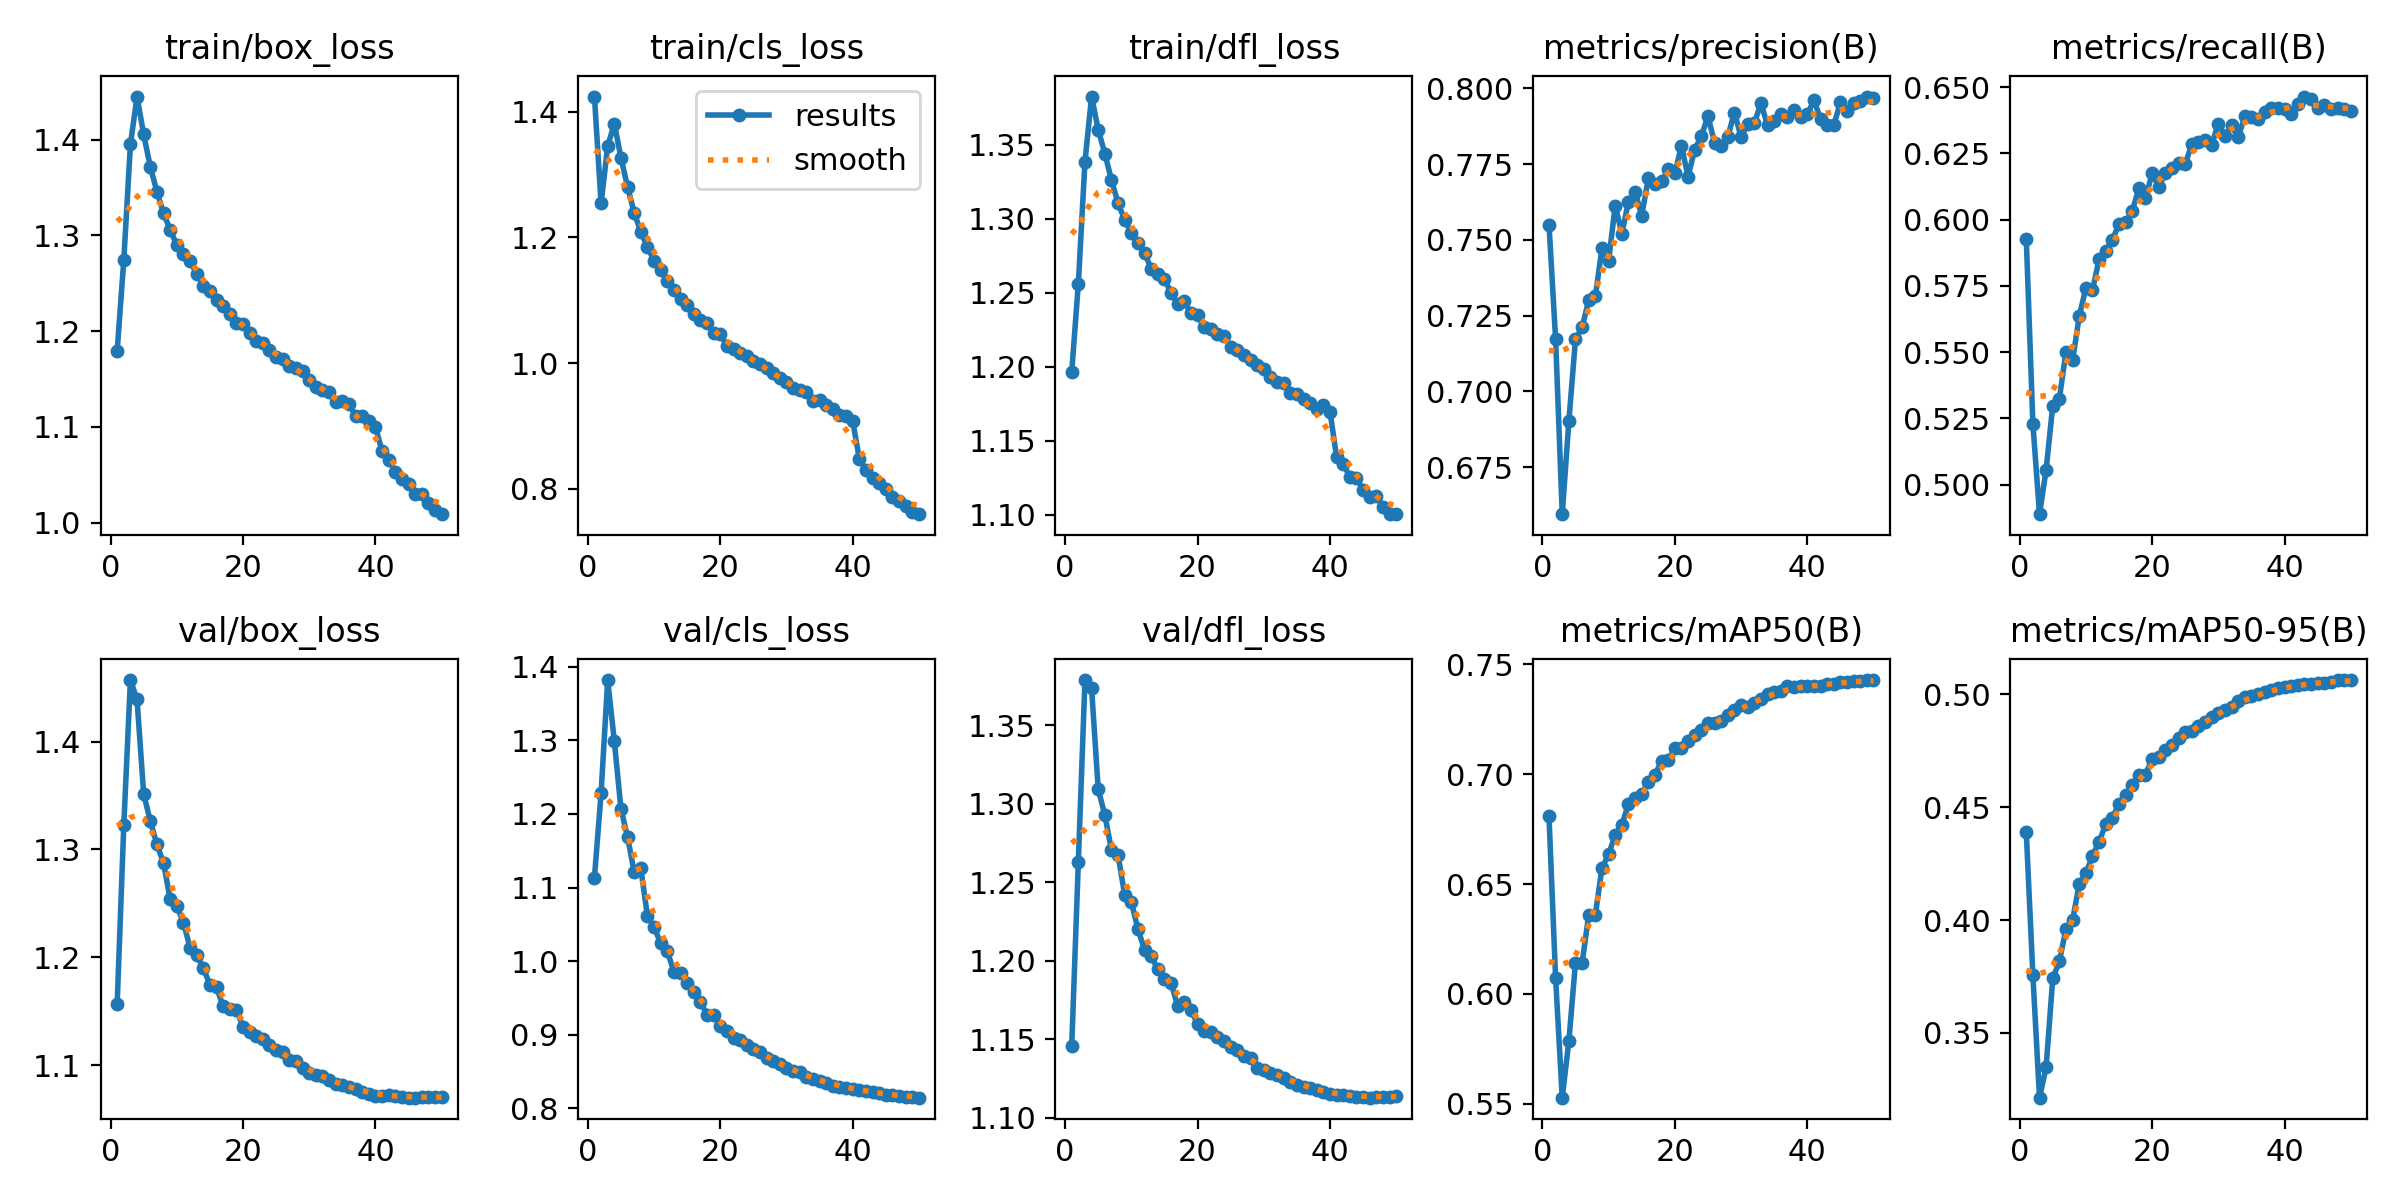 train/box_loss
1.4
1.3
1.2
1.1
1.0
0 20 40
train/cls_loss
results
smooth
1.4
1.2
1.0
0.8
0 20 40
train/dfl_loss
1.35
1.30
1.25
1.20
1.15
1.10
0 20 40
metrics/precision(B)
0.800
0.775
0.750
0.725
0.700
0.675
0 20 40
metrics/recall(B)
0.650
0.625
0.600
0.575
0.550
0.525
0.500
0 20 40
val/box_loss
1.4
1.3
1.2
1.1
0 20 40
val/cls_loss
1.4
1.3
1.2
1.1
1.0
0.9
0.8
0 20 40
val/dfl_loss
1.35
1.30
1.25
1.20
1.15
1.10
0 20 40
metrics/mAP50(B)
0.75
0.70
0.65
0.60
0.55
0 20 40
metrics/mAP50-95(B)
0.50
0.45
0.40
0.35
0 20 40